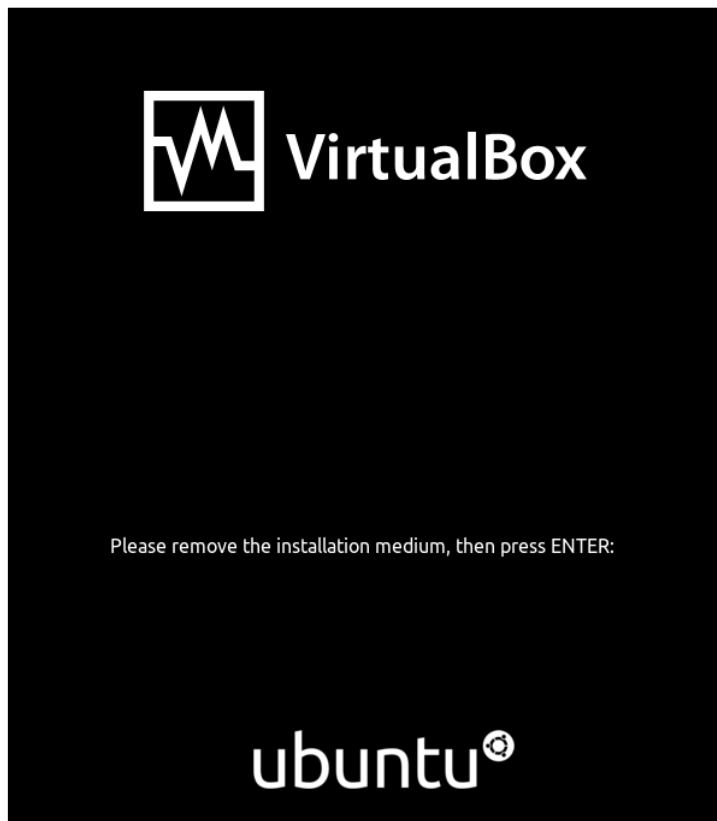 VirtualBox
Please remove the installation medium, then press ENTER:
ubuntu